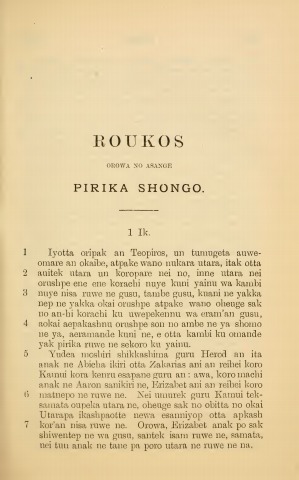 ROUKOS
OROWA NO ASANGE
PIRIKA SHONGO.
1 Ik.
1 Iyotta oripak an Teopiros, un tumugeta anwe-
omare an okaibe, atpake wano nukara utara, itak otta
2 auitek utara un koropare nei no, inne utara nei
orushpe ene ene korachi nuye kuni yainu wa kambi
3 nuye nisa ruwe ne gusu, tambe gusu, kuani ne yakka
nep ne yakka okai orushpe atpake wano oheuge sak
no an-hi korachi ku uwepekennu wa eram'an gusu,
4 aokai aepakashnu orushpe son no ambe ne ya shomo
ne ya, aeramande kuni ne, e otta kambi ku omande
yak pirika ruwe ne sekoro ku yainu.
5 Yudea moshiri shikkashima guru Herod an ita
anak ne Abicha ikiri otta Zakarias ani an reihei koro
Kamui kora kenru esapane guru an: awa, koro machi
anak ne Aaron sanikiri ne, Erizabet ani an reihei koro
6 matnepo ne ruwe ne. Nei umurek guru Kamui tek-
samata oupeka utara ne, oheuge sak no obitta no okai
Utarapa ikashpaotte newa esamiyop otta apkash
7 kor'an nisa ruwe ne. Orowa, Erizabet anak po sak
shiwentep ne wa gusu, santek isam ruwe ne, samata,
nei tun anak ne tane pa poro utara ne ruwe ne na.